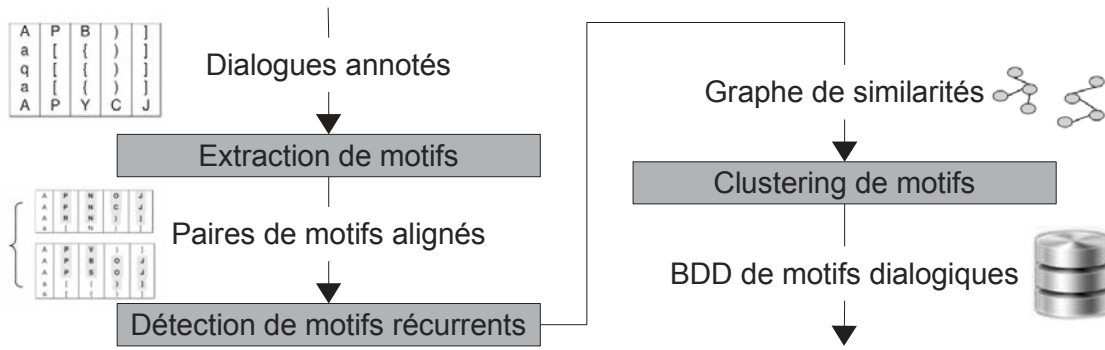 A P B ) ]
a [ { ) ]
q [ { ) ]
a [ { ) ]
A P Y C J
Dialogues annotés
Extraction de motifs
A P N O J
A P N C J
A R N ) ]
a [ N ) ]
Paires de motifs alignés
A P V ) ]
A P B O J
A P S O J
a [ { ) ]
a [ { ) ]
Détection de motifs récurrents
Graphe de similarités
Clustering de motifs
BDD de motifs dialogiques